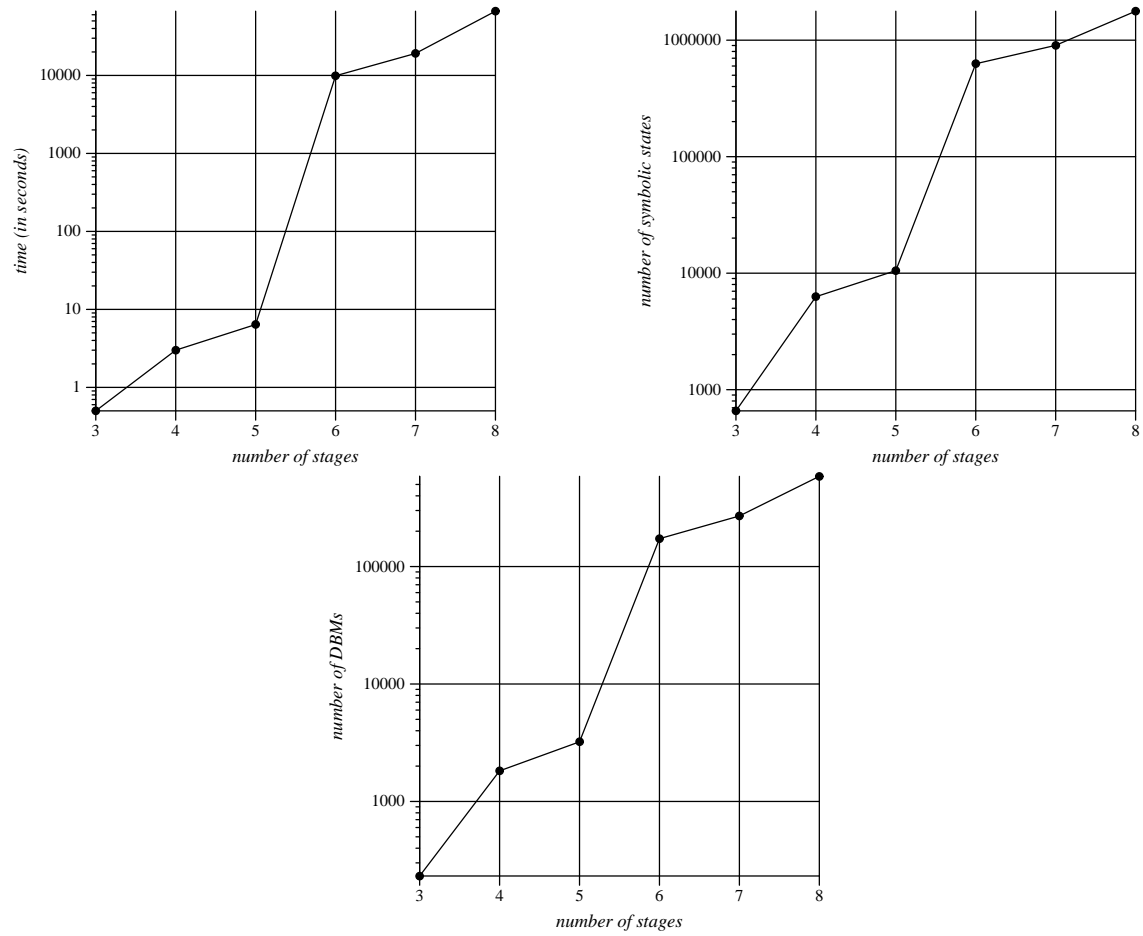 10000
1000
100
10
1
time (in seconds)
3 4 5 6 7 8
number of stages
1000000
100000
10000
1000
number of symbolic states
3 4 5 6 7 8
number of stages
100000
10000
1000
number of DBMs
3 4 5 6 7 8
number of stages